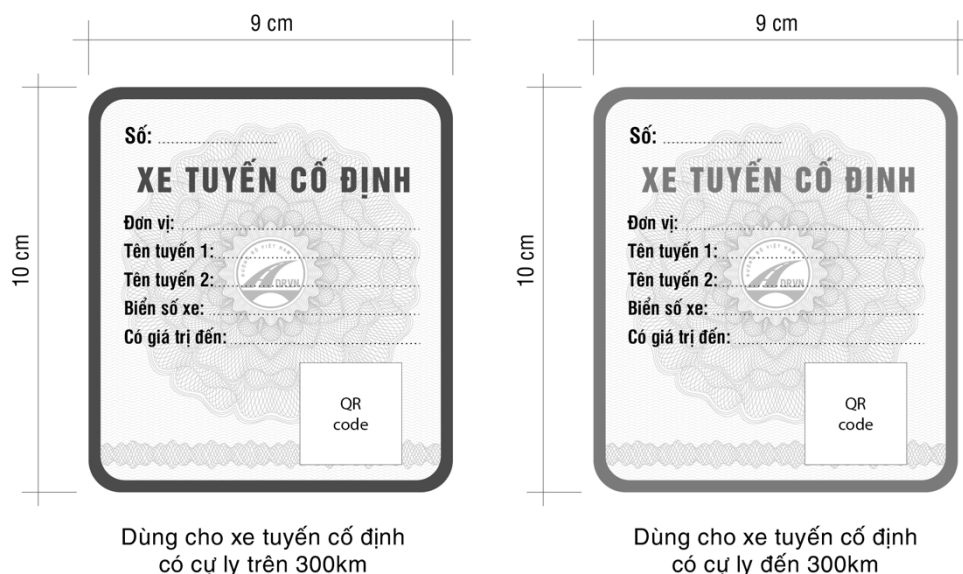 9 cm
10 cm
Số: ..............................
XE TUYẾN CỐ ĐỊNH
Đơn vị: ..............................
Tên tuyến 1: ..............................
Tên tuyến 2: ..............................
Biển số xe: ..............................
Có giá trị đến: ..............................
DRVN
QR
code
Dùng cho xe tuyến cố định
có cự ly trên 300km
9 cm
10 cm
Số: ..............................
XE TUYẾN CỐ ĐỊNH
Đơn vị: ..............................
Tên tuyến 1: ..............................
Tên tuyến 2: ..............................
Biển số xe: ..............................
Có giá trị đến: ..............................
DRVN
QR
code
Dùng cho xe tuyến cố định
có cự ly đến 300km